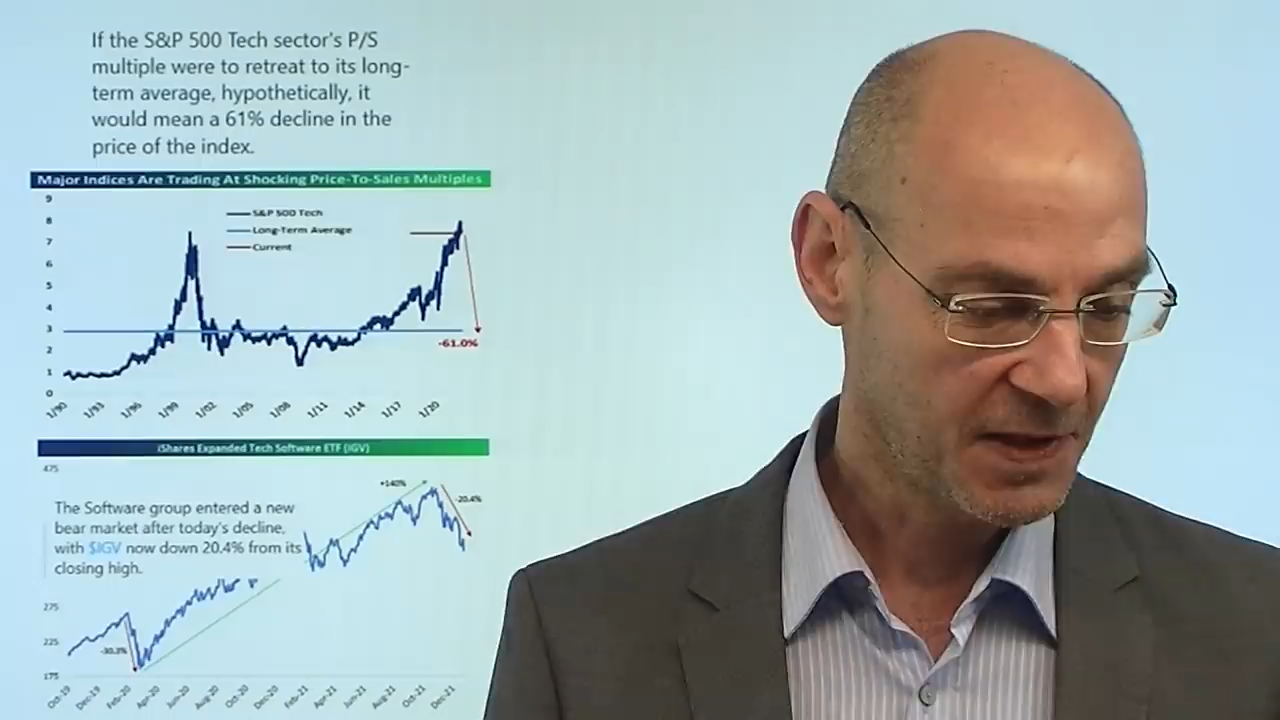 If the S&P 500 Tech sector's P/S
multiple were to retreat to its long-
term average, hypothetically, it
would mean a 61% decline in the
price of the index.
Major Indices Are Trading At Shocking Price-To-Sales Multiples
9
8
7
6
5
4
3
2
1
0
S&P 500 Tech
Long-Term Average
Current
-61.0%
1/90
1/93
1/96
1/99
1/02
1/05
1/08
1/11
1/14
1/17
1/20
iShares Expanded Tech Software ETF (IGV)
475
+140%
-20.4%
The Software group entered a new
bear market after today's decline,
with $IGV now down 20.4% from its
closing high.
275
225
175
-30.3%
Oct-19
Dec-19
Feb-20
Apr-20
Jun-20
Aug-20
Oct-20
Dec-20
Feb-21
Apr-21
Jun-21
Aug-21
Oct-21
Dec-21